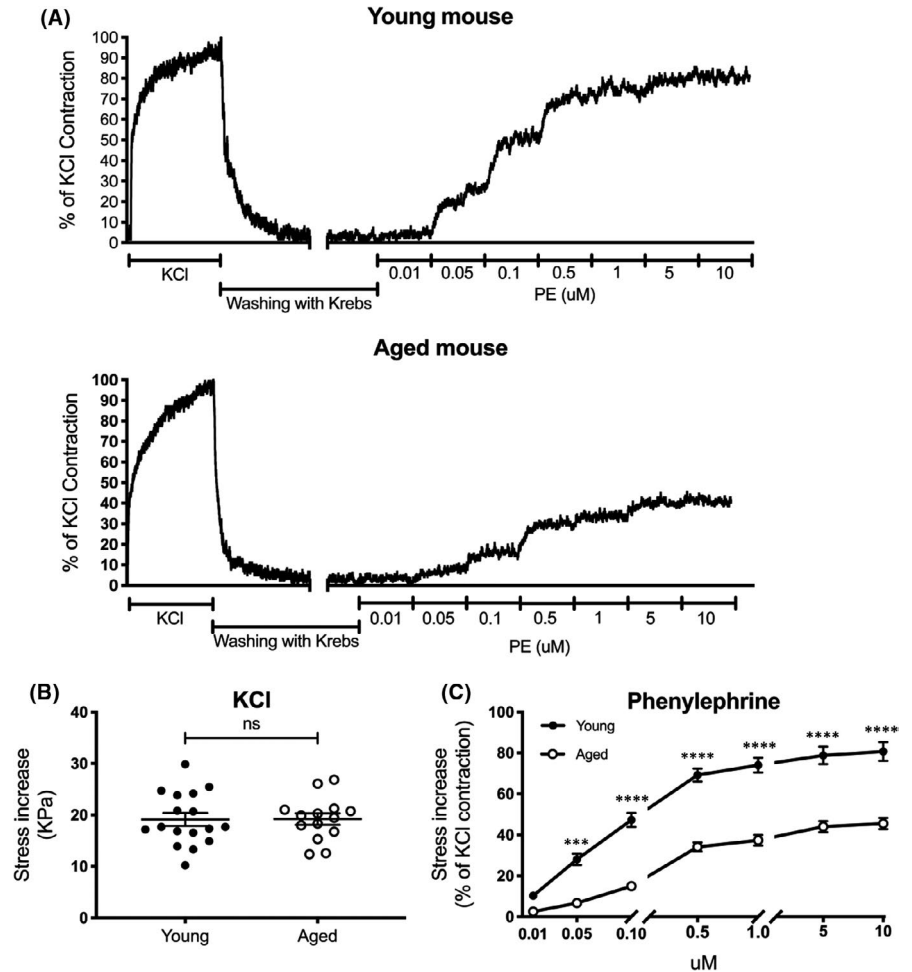 (A)
Young mouse
% of KCl Contraction
100
90
80
70
60
50
40
30
20
10
0
KCl
0.01 0.05 0.1 0.5 1 5 10
Washing with Krebs
PE (uM)
Aged mouse
% of KCl Contraction
100
90
80
70
60
50
40
30
20
10
0
KCl
0.01 0.05 0.1 0.5 1 5 10
Washing with Krebs
PE (uM)
(B)
KCl
ns
Stress increase
(KPa)
40
30
20
10
0
Young Aged
(C)
Phenylephrine
Young
Aged
*** **** **** **** **** ****
Stress increase
(% of KCl contraction)
100
80
60
40
20
0
0.01 0.05 0.10 0.5 1.0 5 10
uM